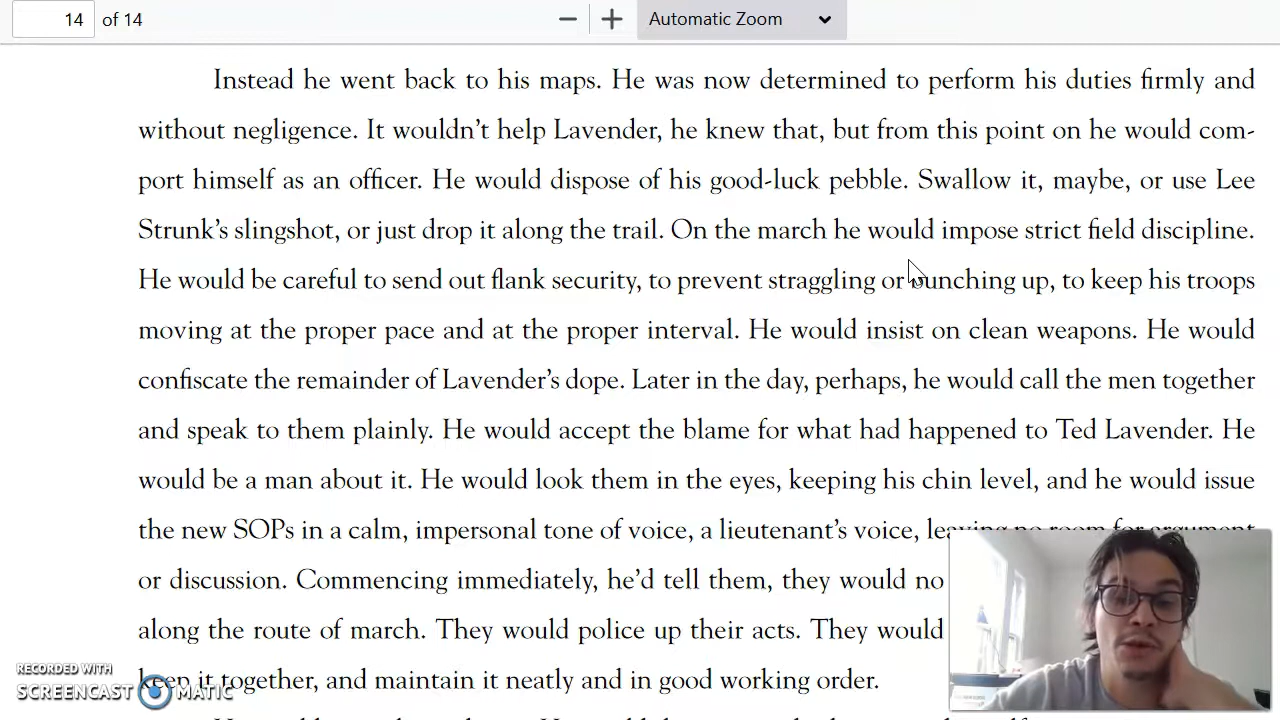 14 of 14
Automatic Zoom
Instead he went back to his maps. He was now determined to perform his duties firmly and
without negligence. It wouldn't help Lavender, he knew that, but from this point on he would com-
port himself as an officer. He would dispose of his good-luck pebble. Swallow it, maybe, or use Lee
Strunk's slingshot, or just drop it along the trail. On the march he would impose strict field discipline.
He would be careful to send out flank security, to prevent straggling or bunching up, to keep his troops
moving at the proper pace and at the proper interval. He would insist on clean weapons. He would
confiscate the remainder of Lavender's dope. Later in the day, perhaps, he would call the men together
and speak to them plainly. He would accept the blame for what had happened to Ted Lavender. He
would be a man about it. He would look them in the eyes, keeping his chin level, and he would issue
the new SOPs in a calm, impersonal tone of voice, a lieutenant's voice, leaving no room for argument
or discussion. Commencing immediately, he'd tell them, they would no
along the route of march. They would police up their acts. They would
keep it together, and maintain it neatly and in good working order.
RECORDED WITH
SCREENCAST MATIC